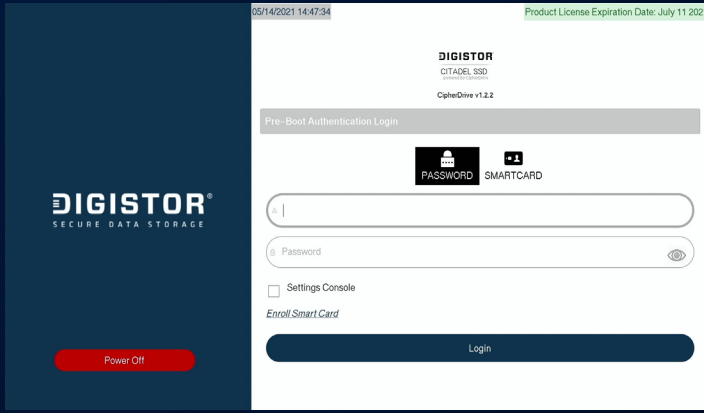 05/14/2021 14:47:34
Product License Expiration Date: July 11 202
DIGISTOR
CITADEL SSD
CipherDrive v1.2.2
Pre-Boot Authentication Login
PASSWORD
SMARTCARD
DIGISTOR®
SECURE DATA STORAGE
Password
Settings Console
Enroll Smart Card
Login
Power Off